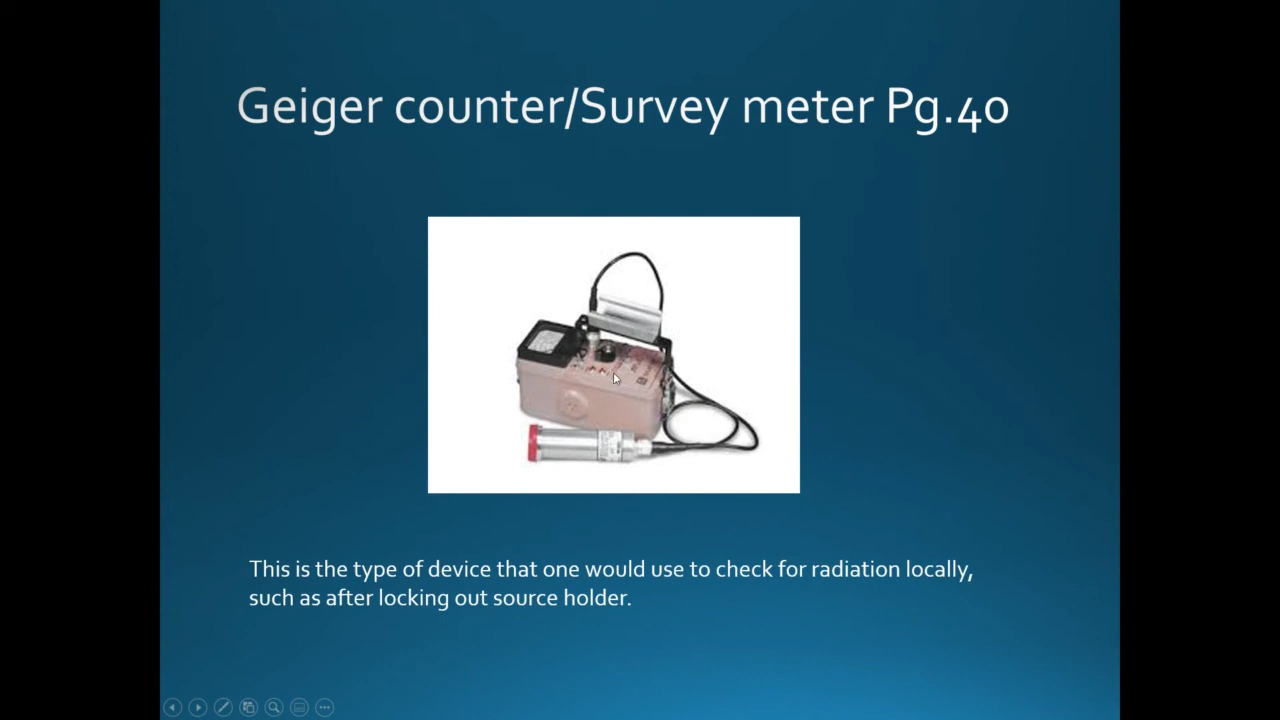 Geiger counter/Survey meter Pg.40
This is the type of device that one would use to check for radiation locally,
such as after locking out source holder.